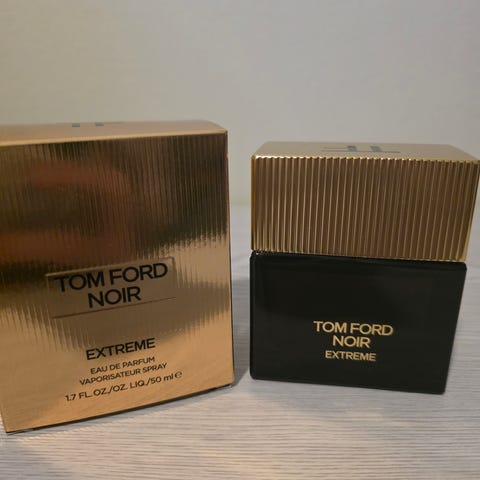 TOM FORD
NOIR
EXTREME
EAU DE PARFUM
VAPORISATEUR SPRAY
1.7 FL.OZ./OZ. LIQ./50 ml e
TOM FORD
NOIR
EXTREME